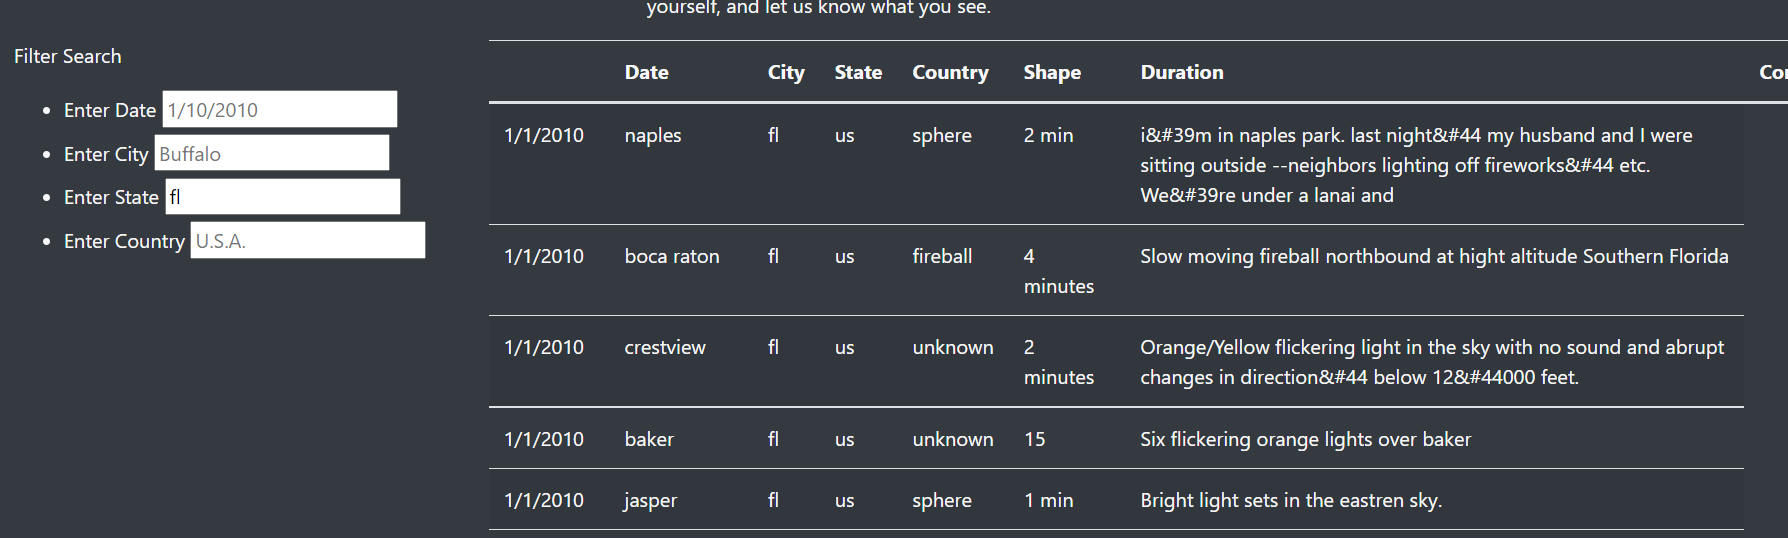 yourself, and let us know what you see.
Filter Search
Enter Date 1/10/2010
Enter City Buffalo
Enter State fl
Enter Country U.S.A.
Date City State Country Shape Duration Co
1/1/2010 naples fl us sphere 2 min i&#39m in naples park. last night&#44 my husband and I were
sitting outside --neighbors lighting off fireworks&#44 etc.
We&#39re under a lanai and
1/1/2010 boca raton fl us fireball 4 Slow moving fireball northbound at hight altitude Southern Florida
minutes
1/1/2010 crestview fl us unknown 2 Orange/Yellow flickering light in the sky with no sound and abrupt
minutes changes in direction&#44 below 12&#44000 feet.
1/1/2010 baker fl us unknown 15 Six flickering orange lights over baker
1/1/2010 jasper fl us sphere 1 min Bright light sets in the eastren sky.